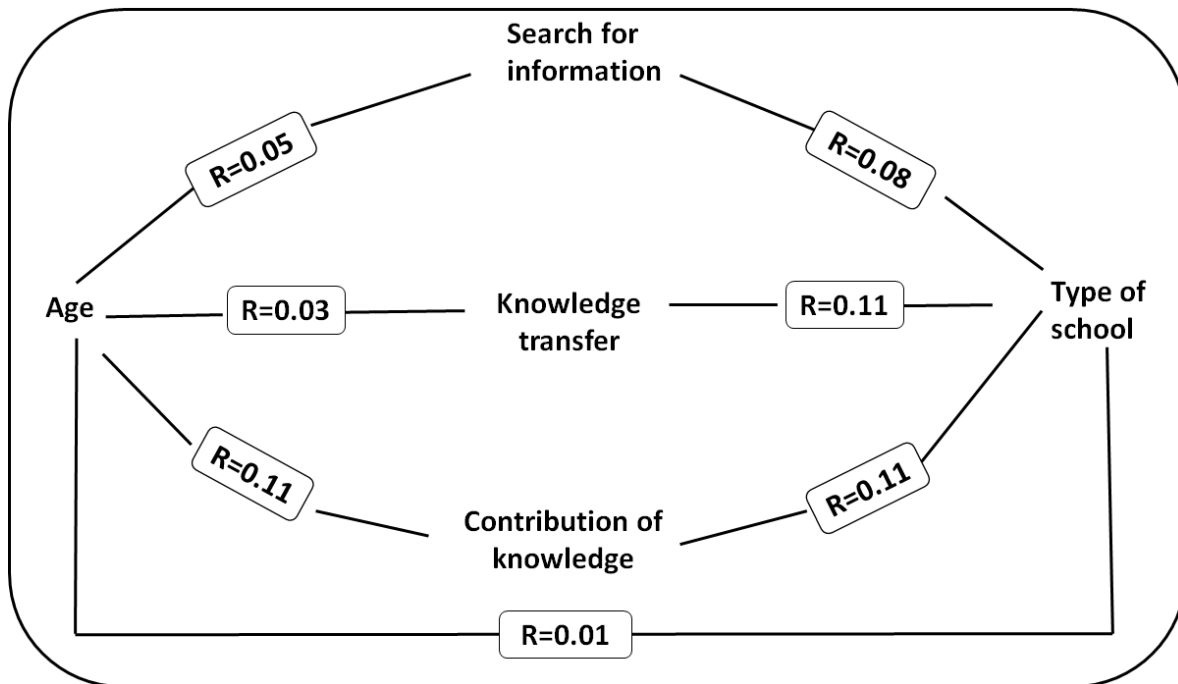 Search for
information
R=0.05
R=0.08
Age
R=0.03
Knowledge
transfer
R=0.11
Type of
school
R=0.11
Contribution of
knowledge
R=0.11
R=0.01